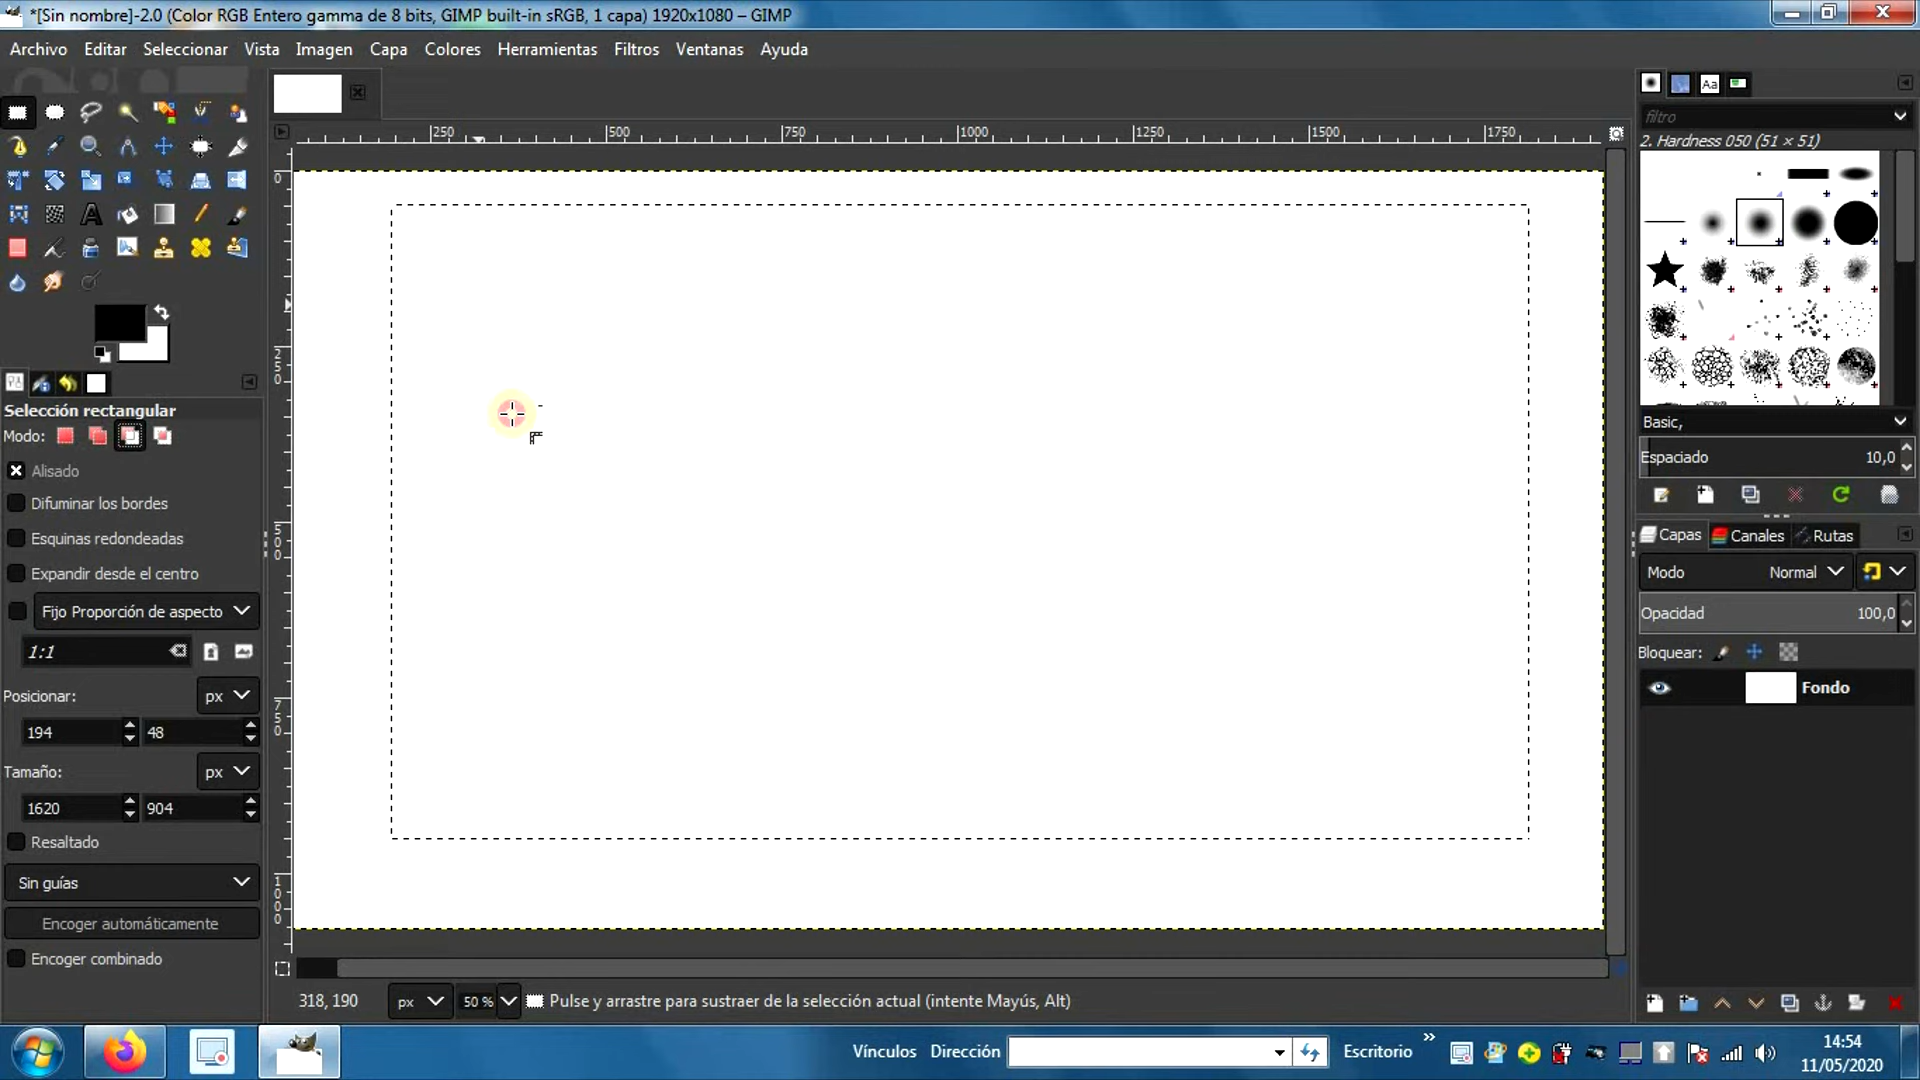 *[Sin nombre]-2.0 (Color RGB Entero gamma de 8 bits, GIMP built-in sRGB, 1 capa) 1920x1080 – GIMP
Archivo Editar Seleccionar Vista Imagen Capa Colores Herramientas Filtros Ventanas Ayuda
Aa
filtro
2. Hardness 050 (51 × 51)
250 500 750 1000 1250 1500 1750
0
250
500
750
1000
Selección rectangular
Modo:
Alisado
Difuminar los bordes
Esquinas redondeadas
Expandir desde el centro
Fijo Proporción de aspecto
1:1
Posicionar: px
194 48
Tamaño: px
1620 904
Resaltado
Sin guías
Encoger automáticamente
Encoger combinado
Basic,
Espaciado 10,0
Capas Canales Rutas
Modo Normal
Opacidad 100,0
Bloquear:
Fondo
318, 190 px 50 % Pulse y arrastre para sustraer de la selección actual (intente Mayús, Alt)
Vínculos Dirección Escritorio »
14:54
11/05/2020